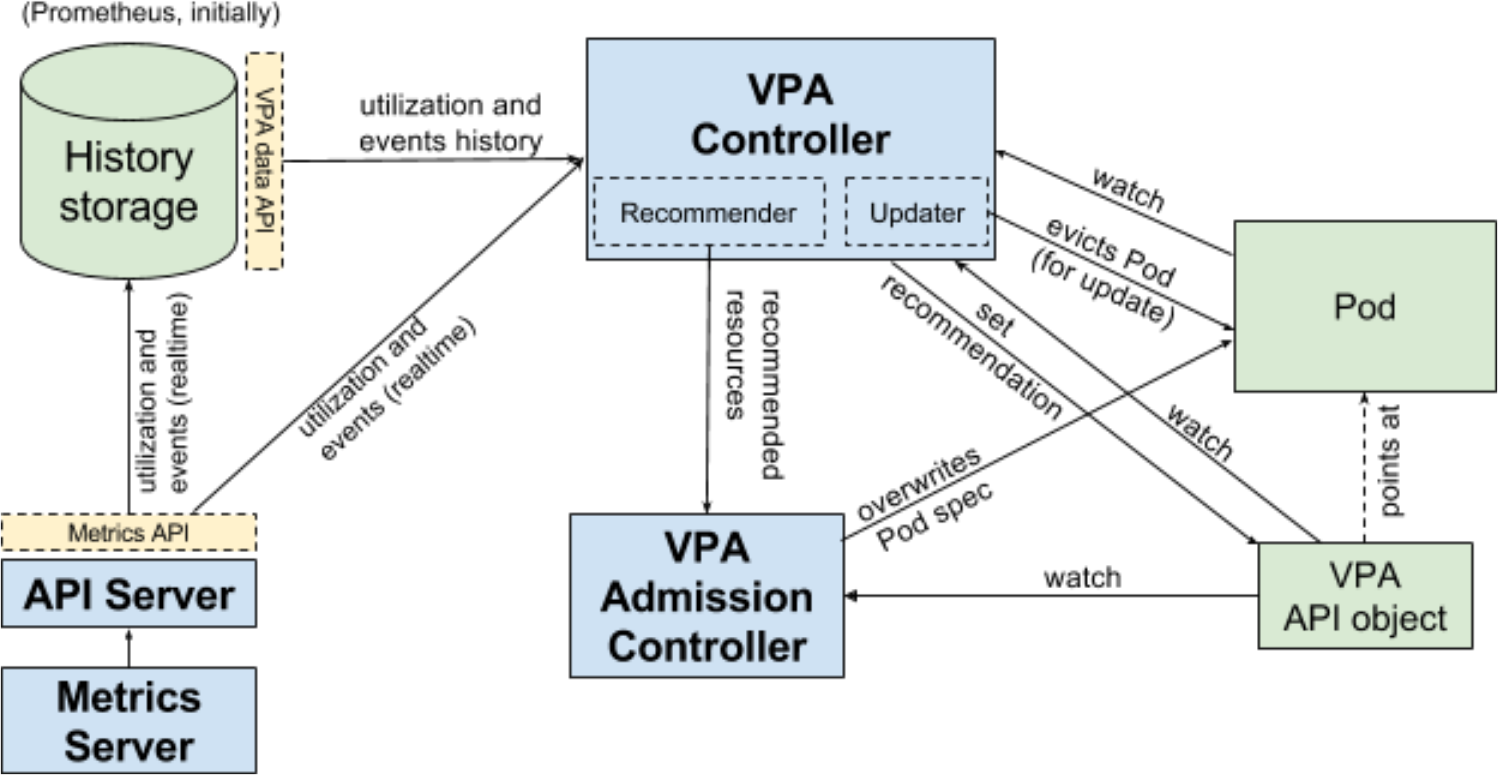 (Prometheus, initially)
History
storage
VPA data API
utilization and
events history
VPA
Controller
Recommender
Updater
watch
evicts Pod
(for update)
Pod
set
recommendation
recommended
resources
utilization and
events (realtime)
utilization and
events (realtime)
watch
points at
overwrites
Pod spec
Metrics API
API Server
Metrics
Server
VPA
Admission
Controller
watch
VPA
API object